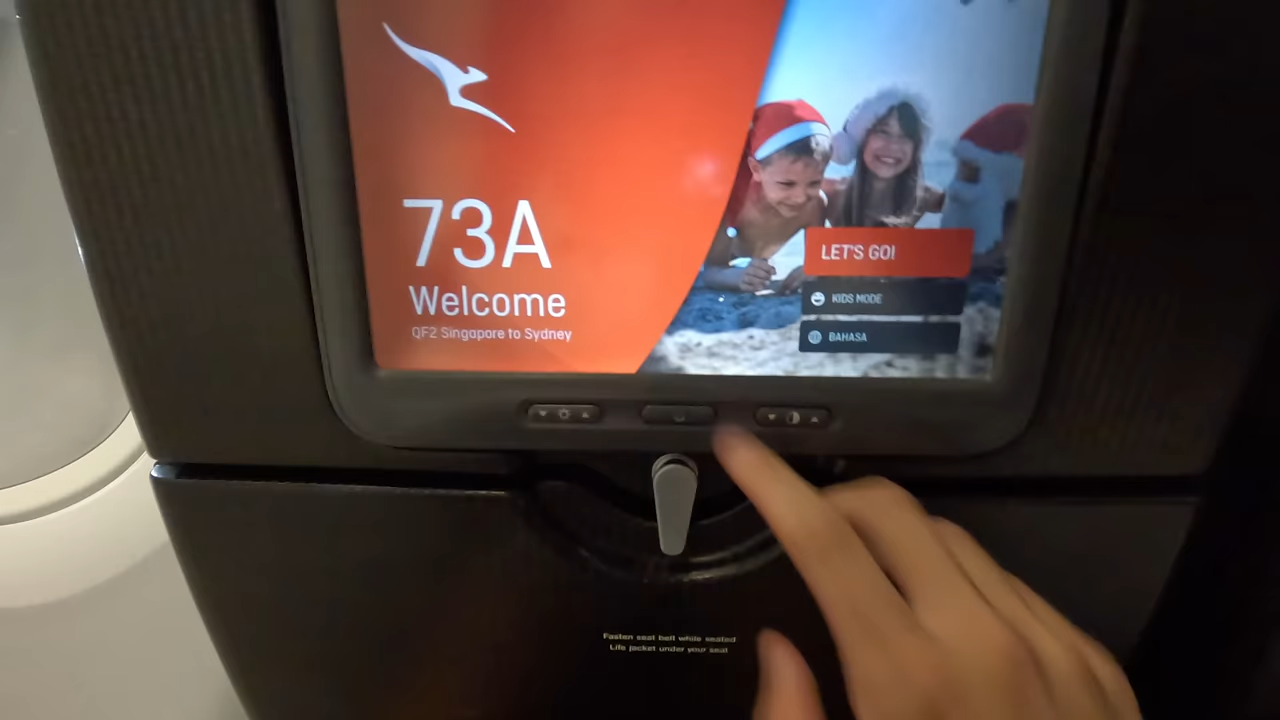 73A
Welcome
QF2 Singapore to Sydney
LET'S GO!
KIDS MODE
BAHASA
Fasten seat belt while seated
Life jacket under your seat